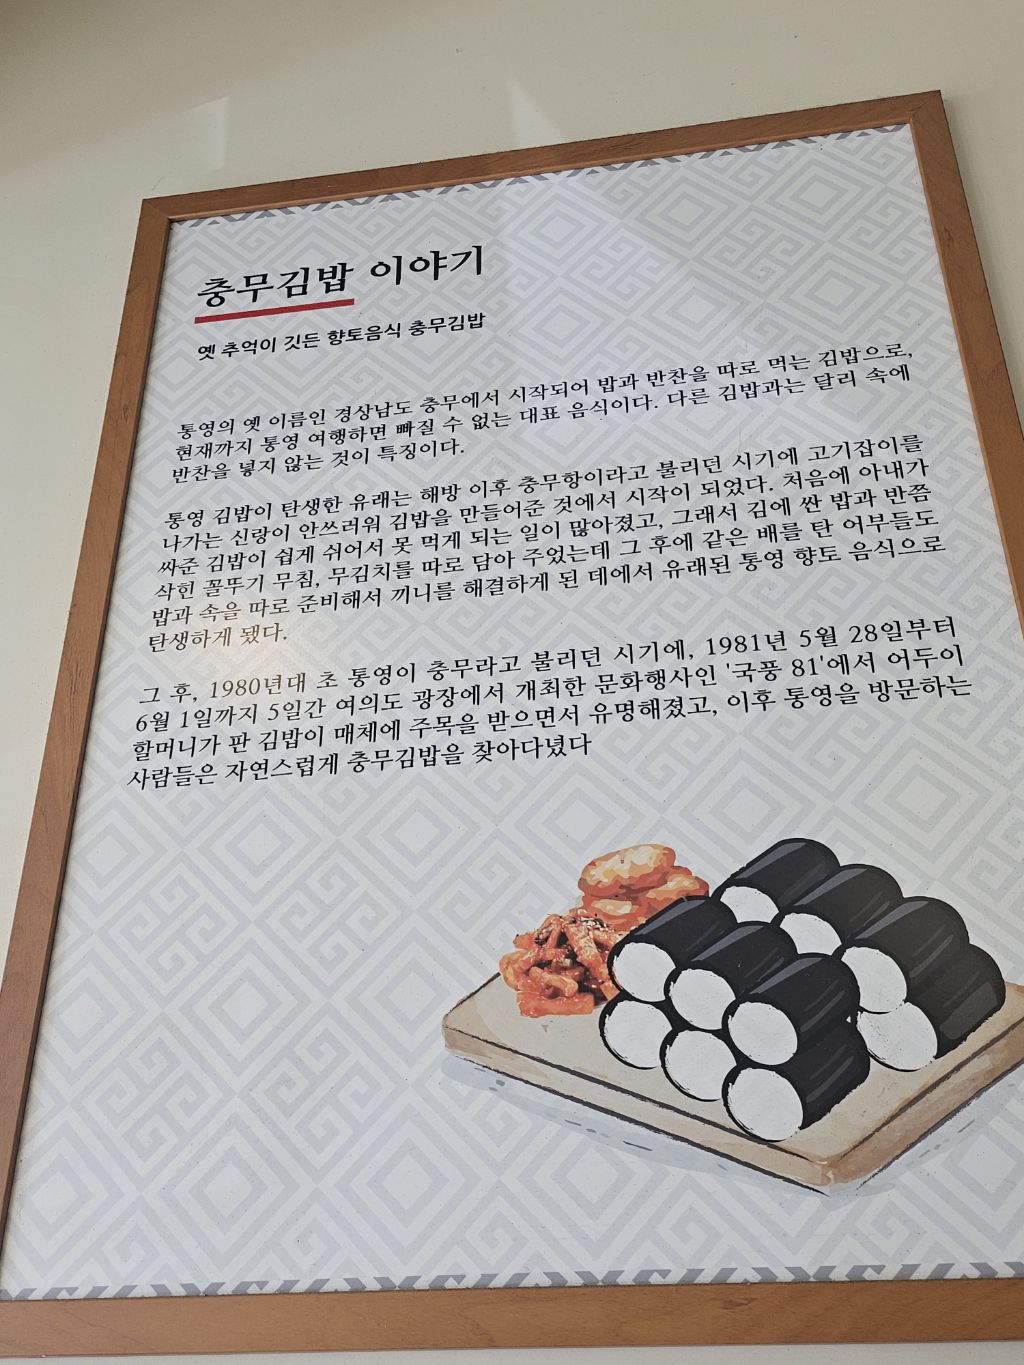 충무김밥 이야기
옛 추억이 깃든 향토음식 충무김밥
통영의 옛 이름인 경상남도 충무에서 시작되어 밥과 반찬을 따로 먹는 김밥으로,
현재까지 통영 여행하면 빠질 수 없는 대표 음식이다. 다른 김밥과는 달리 속에
반찬을 넣지 않는 것이 특징이다.
통영 김밥이 탄생한 유래는 해방 이후 충무항이라고 불리던 시기에 고기잡이를
나가는 신랑이 안쓰러워 김밥을 만들어준 것에서 시작이 되었다. 처음에 아내가
싸준 김밥이 쉽게 쉬어서 못 먹게 되는 일이 많아졌고, 그래서 김에 싼 밥과 반쯤
삭힌 꼴뚜기 무침, 무김치를 따로 담아 주었는데 그 후에 같은 배를 탄 어부들도
밥과 속을 따로 준비해서 끼니를 해결하게 된 데에서 유래된 통영 향토 음식으로
탄생하게 됐다.
그 후, 1980년대 초 통영이 충무라고 불리던 시기에, 1981년 5월 28일부터
6월 1일까지 5일간 여의도 광장에서 개최한 문화행사인 '국풍 81'에서 어두이
할머니가 판 김밥이 매체에 주목을 받으면서 유명해졌고, 이후 통영을 방문하는
사람들은 자연스럽게 충무김밥을 찾아다녔다